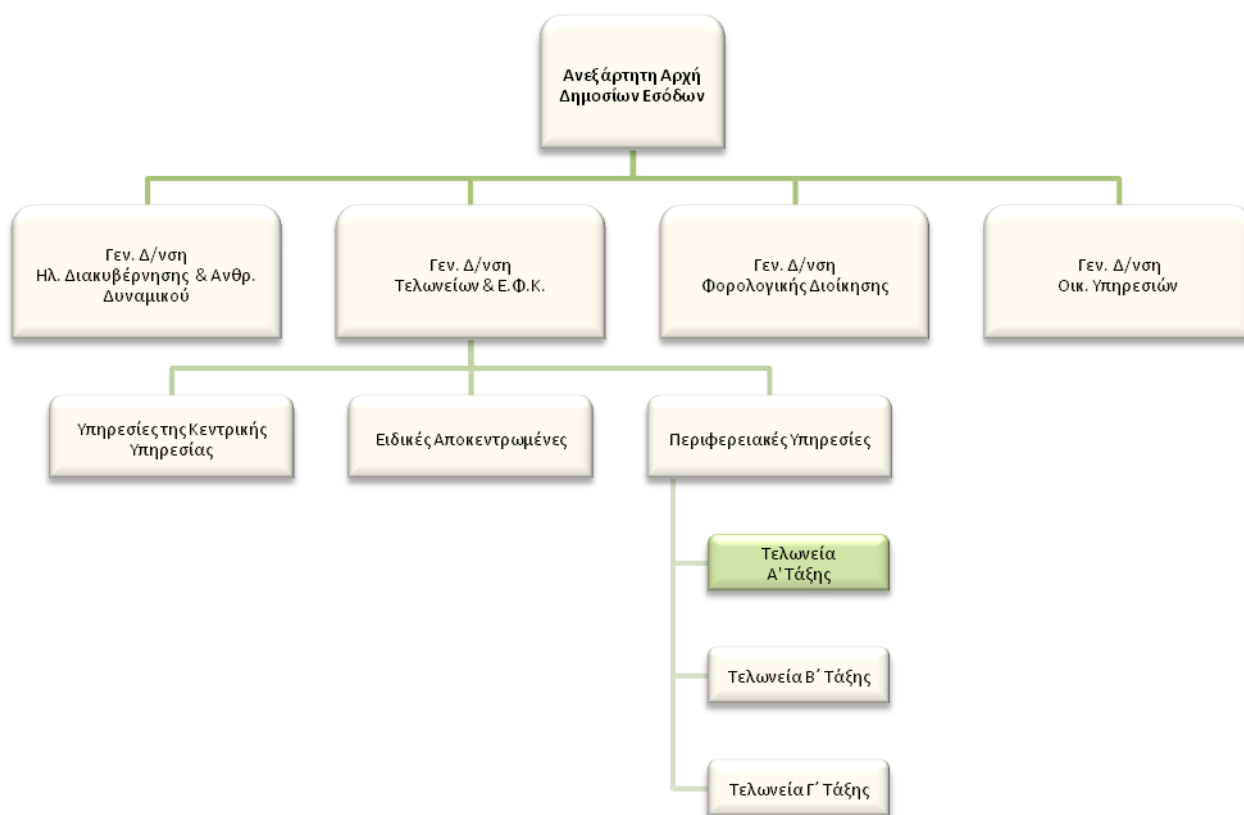 Ανεξάρτητη Αρχή
Δημοσίων Εσόδων
Γεν. Δ/νση
Ηλ. Διακυβέρνησης & Ανθρ.
Δυναμικού
Γεν. Δ/νση
Τελωνείων & Ε.Φ.Κ.
Γεν. Δ/νση
Φορολογικής Διοίκησης
Γεν. Δ/νση
Οικ. Υπηρεσιών
Υπηρεσίες της Κεντρικής
Υπηρεσίας
Ειδικές Αποκεντρωμένες
Περιφερειακές Υπηρεσίες
Τελωνεία
Α' Τάξης
Τελωνεία Β΄ Τάξης
Τελωνεία Γ΄ Τάξης